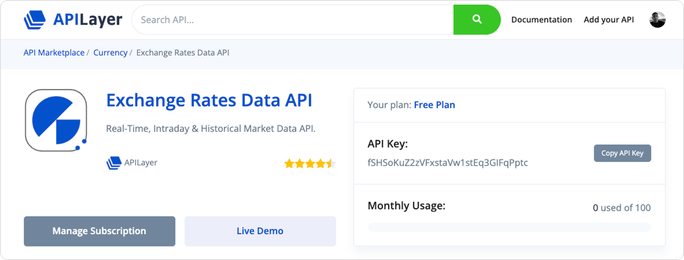 APILayer
Search API...
Documentation
Add your API
API Marketplace / Currency / Exchange Rates Data API
Exchange Rates Data API
Real-Time, Intraday & Historical Market Data API.
APILayer
Manage Subscription
Live Demo
Your plan: Free Plan
API Key:
fSHSoKuZ2zVFxstaVw1stEq3GIFqPptc
Copy API Key
Monthly Usage:
0 used of 100